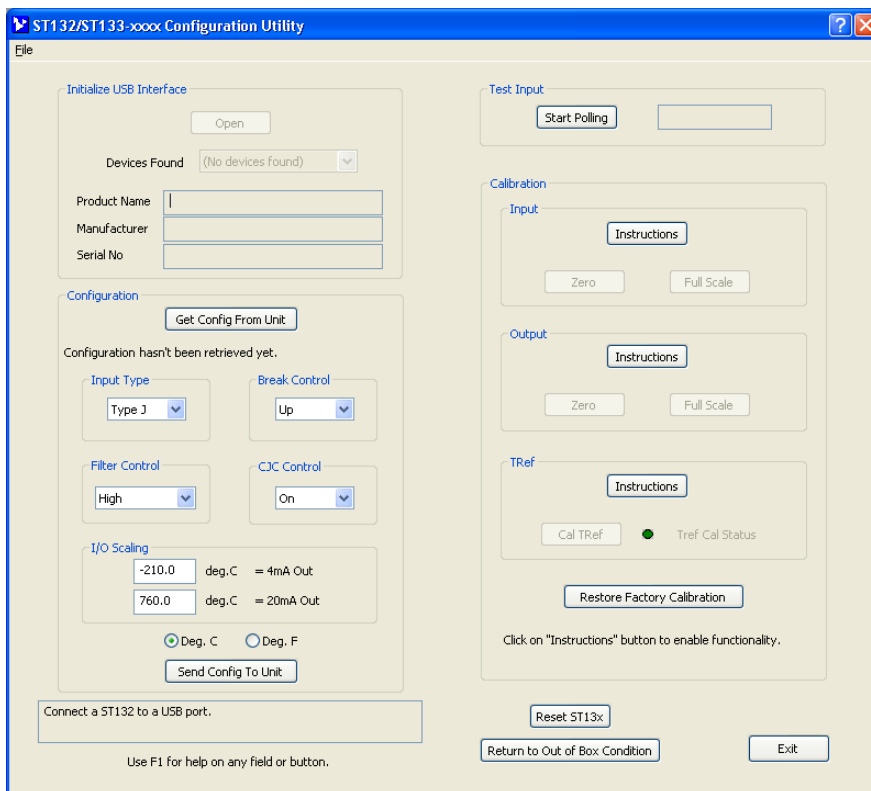 ST132/ST133-xxxx Configuration Utility
File
Initialize USB Interface
Open
Devices Found (No devices found)
Product Name
Manufacturer
Serial No
Configuration
Get Config From Unit
Configuration hasn't been retrieved yet.
Input Type
Type J
Break Control
Up
Filter Control
High
CJC Control
On
I/O Scaling
-210.0 deg.C = 4mA Out
760.0 deg.C = 20mA Out
Deg. C Deg. F
Send Config To Unit
Connect a ST132 to a USB port.
Use F1 for help on any field or button.
Test Input
Start Polling
Calibration
Input
Instructions
Zero Full Scale
Output
Instructions
Zero Full Scale
TRef
Instructions
Cal TRef Tref Cal Status
Restore Factory Calibration
Click on "Instructions" button to enable functionality.
Reset ST13x
Return to Out of Box Condition
Exit